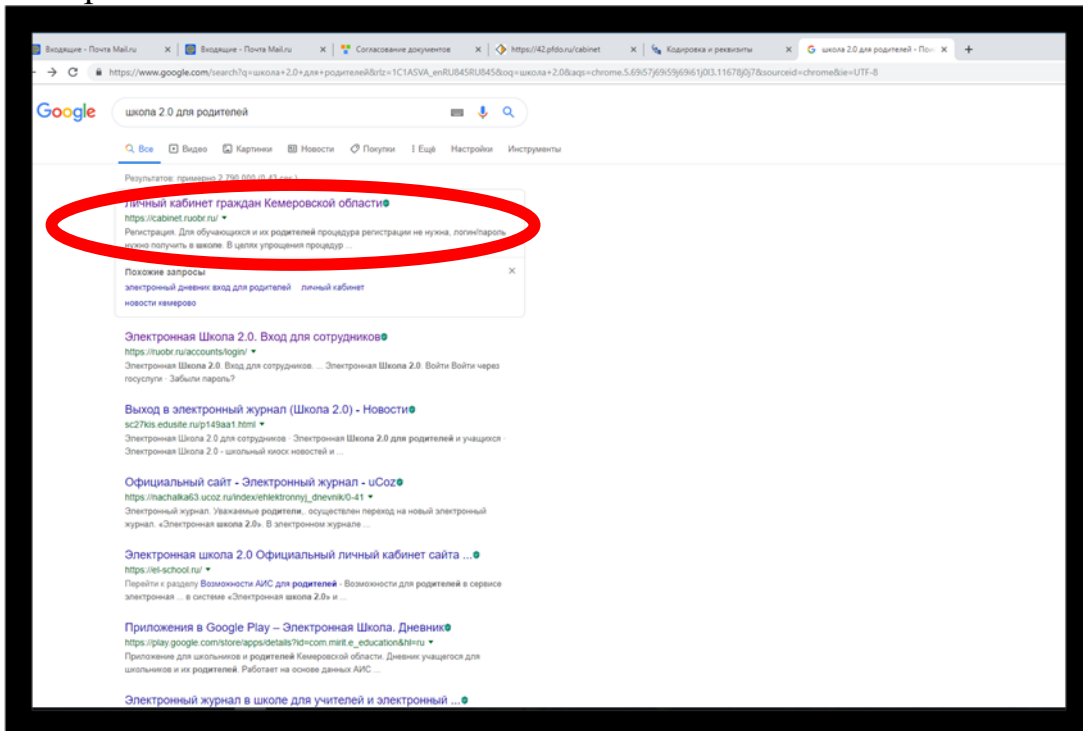 Входящие - Почта Mail.ru
Входящие - Почта Mail.ru
Согласование документов
https://42.pfdo.ru/cabinet
Кодировка и реквизиты
школа 2.0 для родителей - Пои
https://www.google.com/search?q=школа+2.0+для+родителей&rlz=1C1ASVA_enRU845RU845&oq=школа+2.0&aqs=chrome.5.69i57j69i59j69i61j0l3.11678j0j7&sourceid=chrome&ie=UTF-8
Google
школа 2.0 для родителей
Все Видео Картинки Новости Покупки Ещё Настройки Инструменты
Результатов: примерно 2 790 000 (0,43 сек.)
Личный кабинет граждан Кемеровской области
https://cabinet.ruobr.ru/
Регистрация. Для обучающихся и их родителей процедура регистрации не нужна, логин/пароль
нужно получить в школе. В целях упрощения процедур ...
Похожие запросы
электронный дневник вход для родителей личный кабинет
новости кемерово
Электронная Школа 2.0. Вход для сотрудников
https://ruobr.ru/accounts/login/
Электронная Школа 2.0. Вход для сотрудников. ... Электронная Школа 2.0. Войти Войти через
госуслуги · Забыли пароль?
Выход в электронный журнал (Школа 2.0) - Новости
sc27kis.edusite.ru/p149aa1.html
Электронная Школа 2.0 для сотрудников · Электронная Школа 2.0 для родителей и учащихся ·
Электронная Школа 2.0 - школьный киоск новостей и ...
Официальный сайт - Электронный журнал - uCoz
https://nachalka63.ucoz.ru/index/ehlektronnyj_dnevnik/0-41
Электронный журнал. Уважаемые родители,. осуществлен переход на новый электронный
журнал. «Электронная школа 2.0». В электронном журнале ...
Электронная школа 2.0 Официальный личный кабинет сайта ...
https://el-school.ru/
Перейти к разделу Возможности АИС для родителей - Возможности для родителей в сервисе
электронная ... в системе «Электронная школа 2.0» и ...
Приложения в Google Play – Электронная Школа. Дневник
https://play.google.com/store/apps/details?id=com.mirit.e_education&hl=ru
Приложение для школьников и родителей Кемеровской области. Дневник учащегося для
школьников и их родителей. Работает на основе данных АИС ...
Электронный журнал в школе для учителей и электронный ...